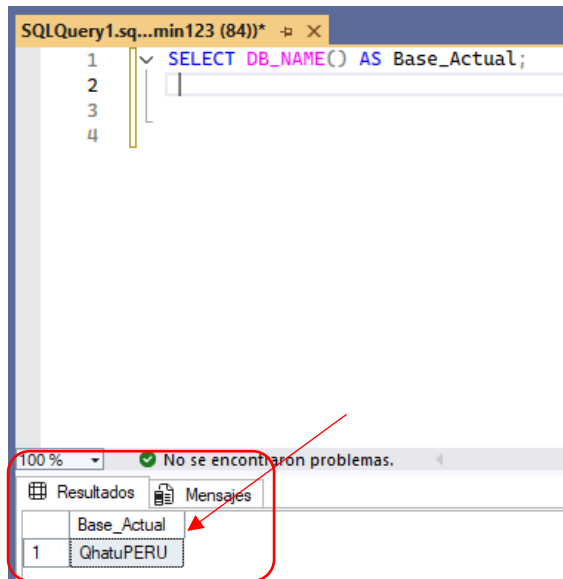 SQLQuery1.sq...min123 (84))*
1 SELECT DB_NAME() AS Base_Actual;
2
3
4
100 % No se encontraron problemas.
Resultados Mensajes
Base_Actual
1 QhatuPERU